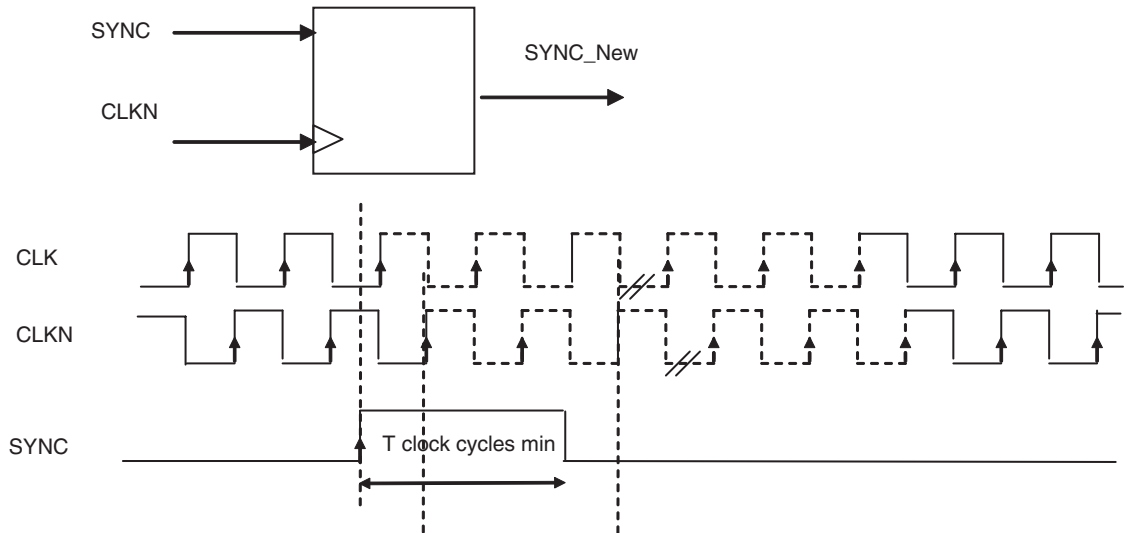 SYNC
SYNC_New
CLKN
CLK
CLKN
SYNC
T clock cycles min